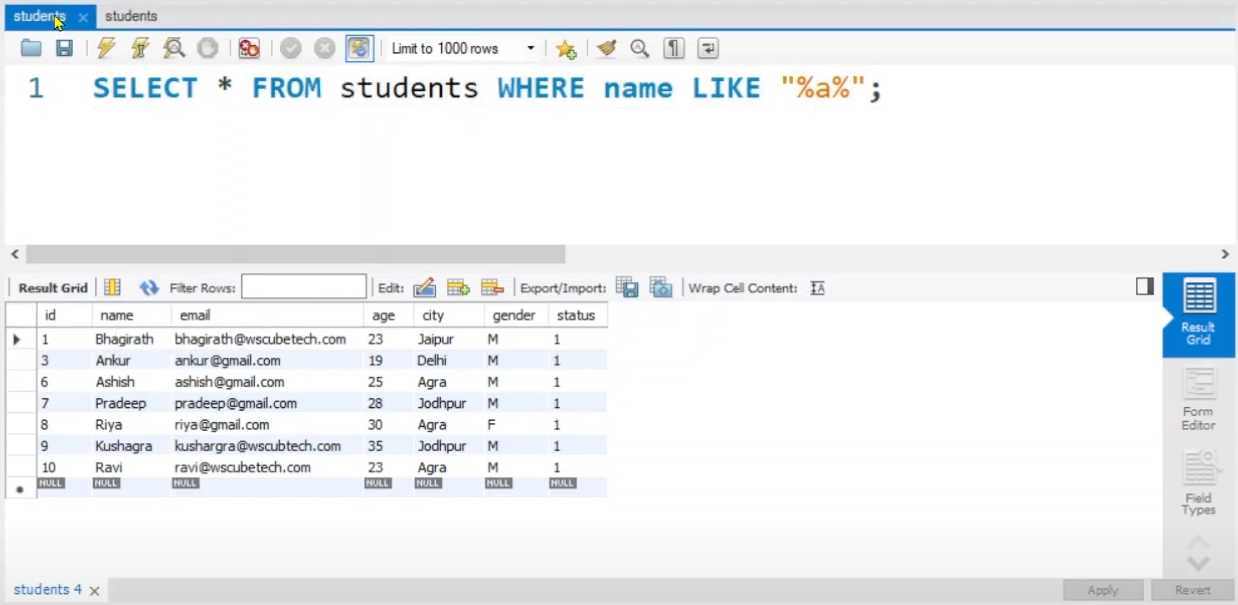 students × students
Limit to 1000 rows
1 SELECT * FROM students WHERE name LIKE "%a%";
Result Grid Filter Rows: Edit: Export/Import: Wrap Cell Content: IA
id name email age city gender status
1 Bhagirath bhagirath@wscubetech.com 23 Jaipur M 1
3 Ankur ankur@gmail.com 19 Delhi M 1
6 Ashish ashish@gmail.com 25 Agra M 1
7 Pradeep pradeep@gmail.com 28 Jodhpur M 1
8 Riya riya@gmail.com 30 Agra F 1
9 Kushagra kushargra@wscubtech.com 35 Jodhpur M 1
10 Ravi ravi@wscubetech.com 23 Agra M 1
NULL NULL NULL NULL NULL NULL NULL
Result
Grid
Form
Editor
Field
Types
students 4 × Apply Revert